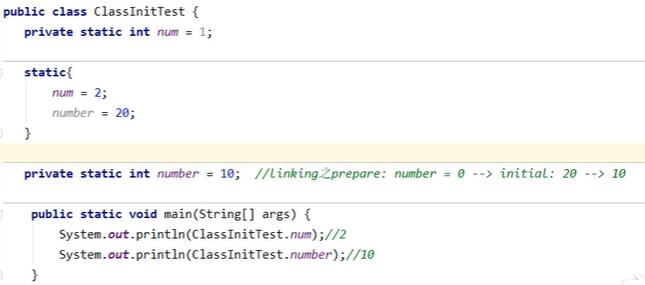 public class ClassInitTest {
private static int num = 1;
static{
num = 2;
number = 20;
}
private static int number = 10;  //linking之prepare: number = 0 --> initial: 20 --> 10
public static void main(String[] args) {
System.out.println(ClassInitTest.num);//2
System.out.println(ClassInitTest.number);//10
}